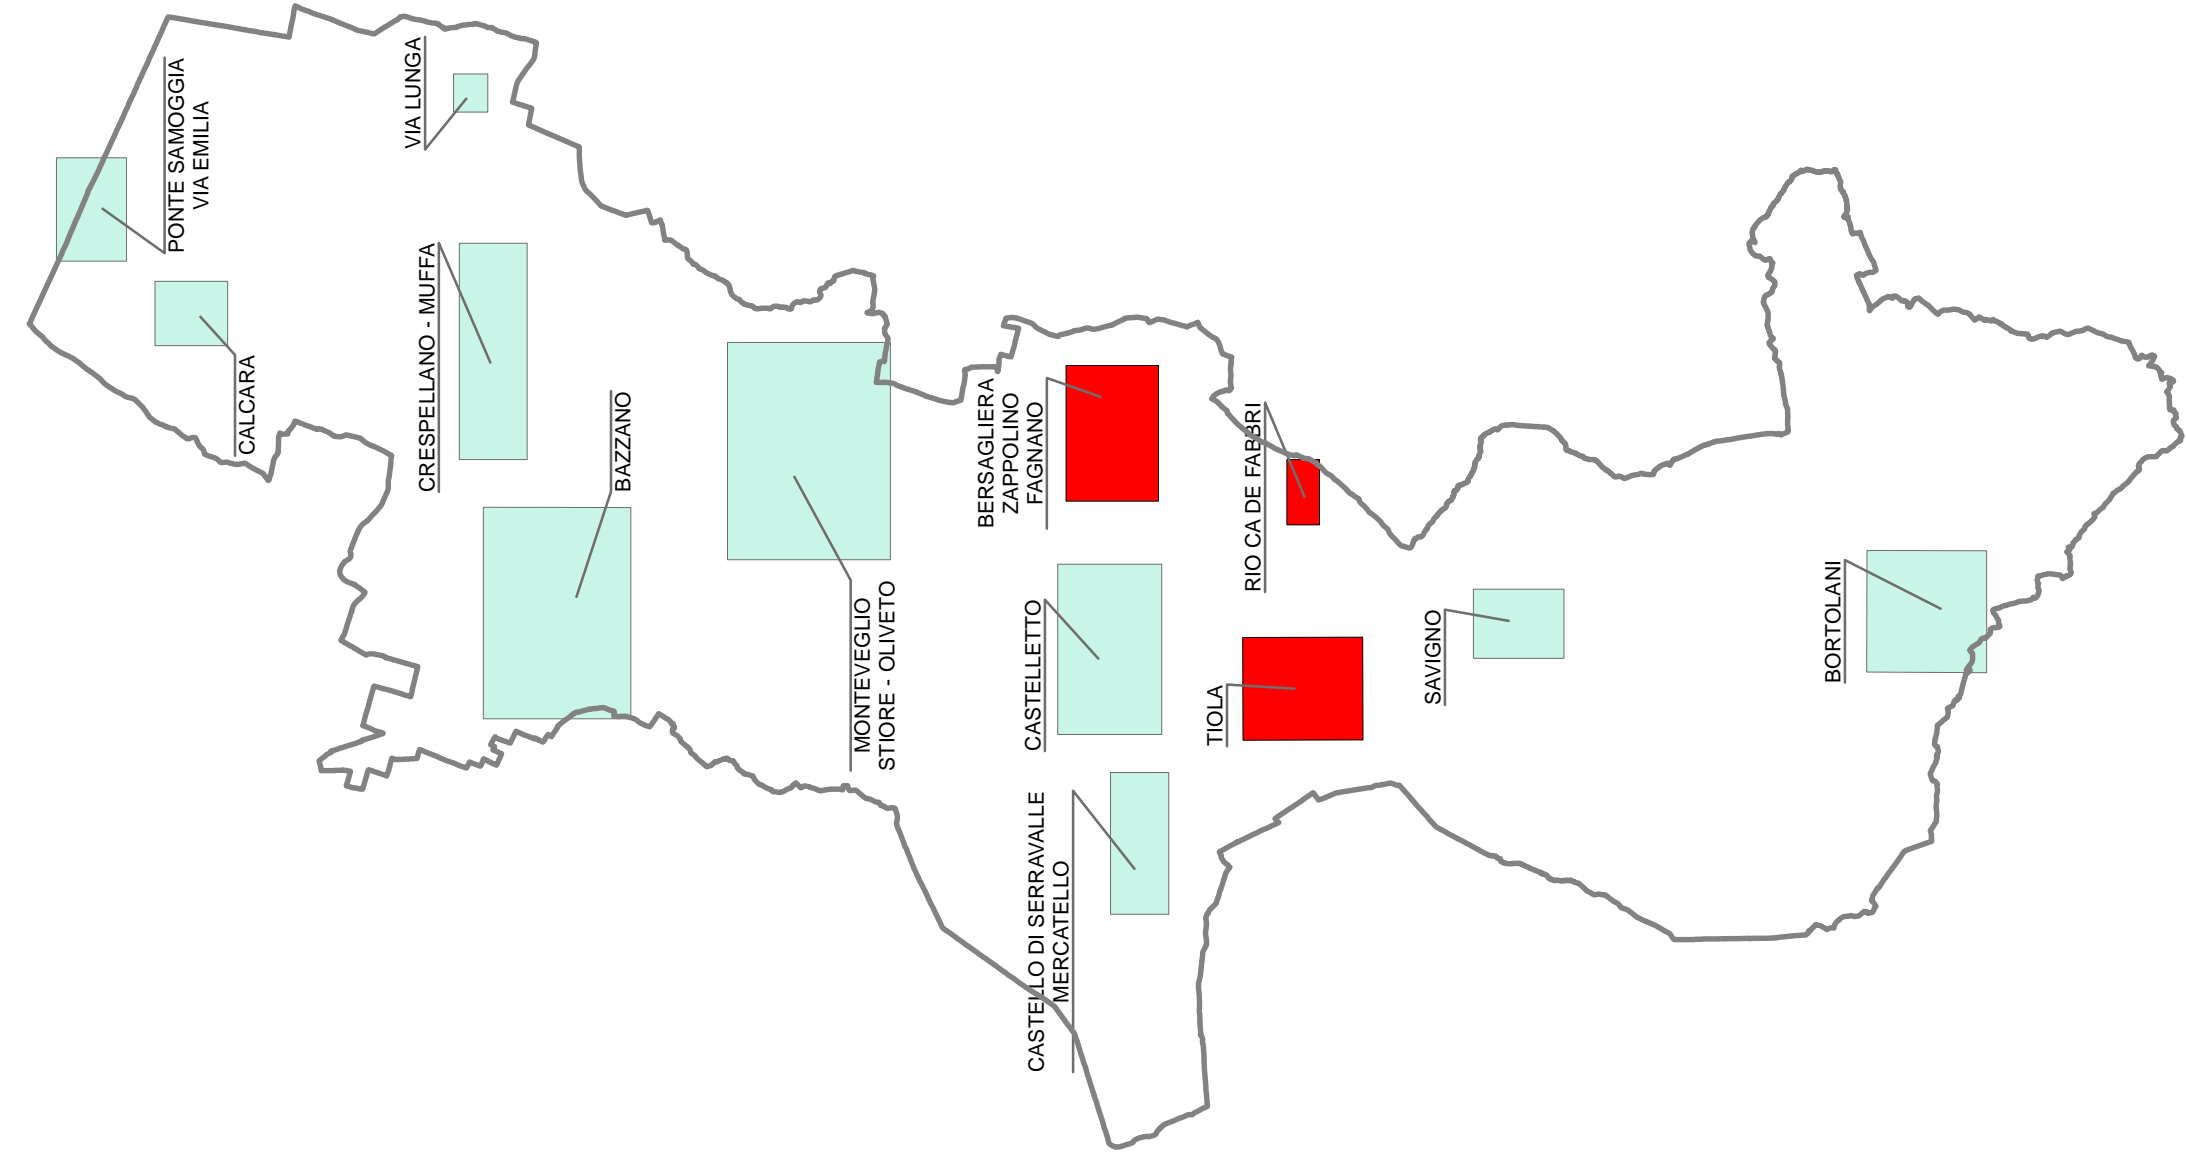 PONTE SAMOGGIA
VIA EMILIA
VIA LUNGA
CALCARA
CRESPELLANO - MUFFA
BAZZANO
MONTEVEGLIO
STIORE - OLIVETO
BERSAGLIERA
ZAPPOLINO
FAGNANO
RIO CA DE FABBRI
CASTELLETTO
TIOLA
CASTELLO DI SERRAVALLE
MERCATELLO
SAVIGNO
BORTOLANI